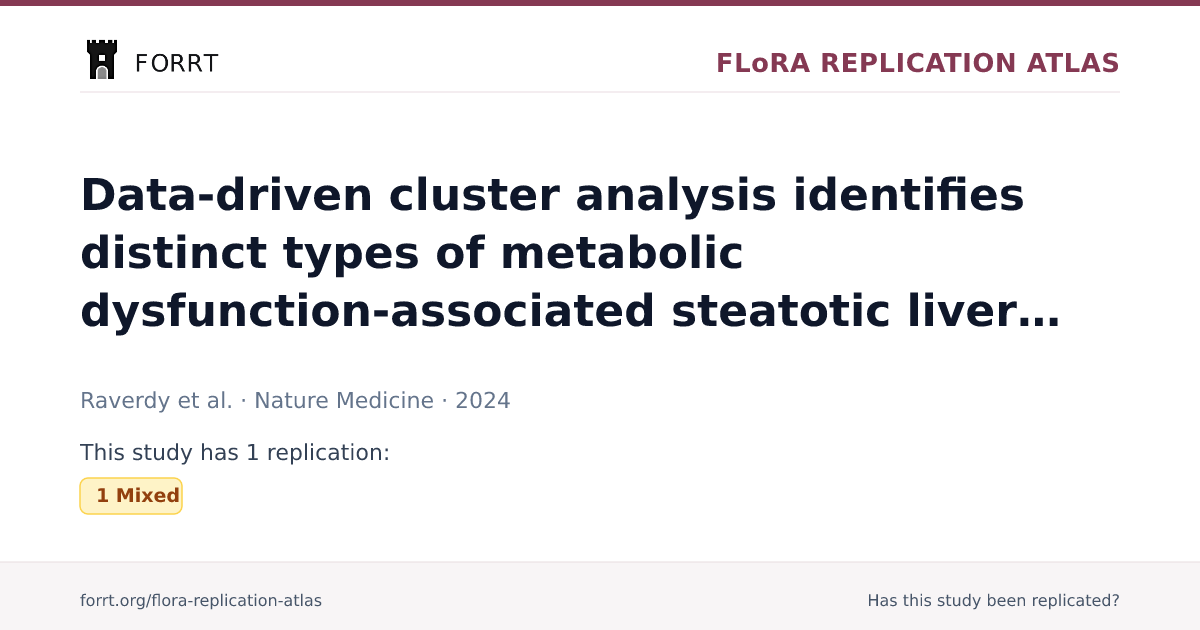 FORRT
FLoRA REPLICATION ATLAS
Data-driven cluster analysis identifies
distinct types of metabolic
dysfunction-associated steatotic liver…
Raverdy et al. · Nature Medicine · 2024
This study has 1 replication:
1 Mixed
forrt.org/flora-replication-atlas
Has this study been replicated?